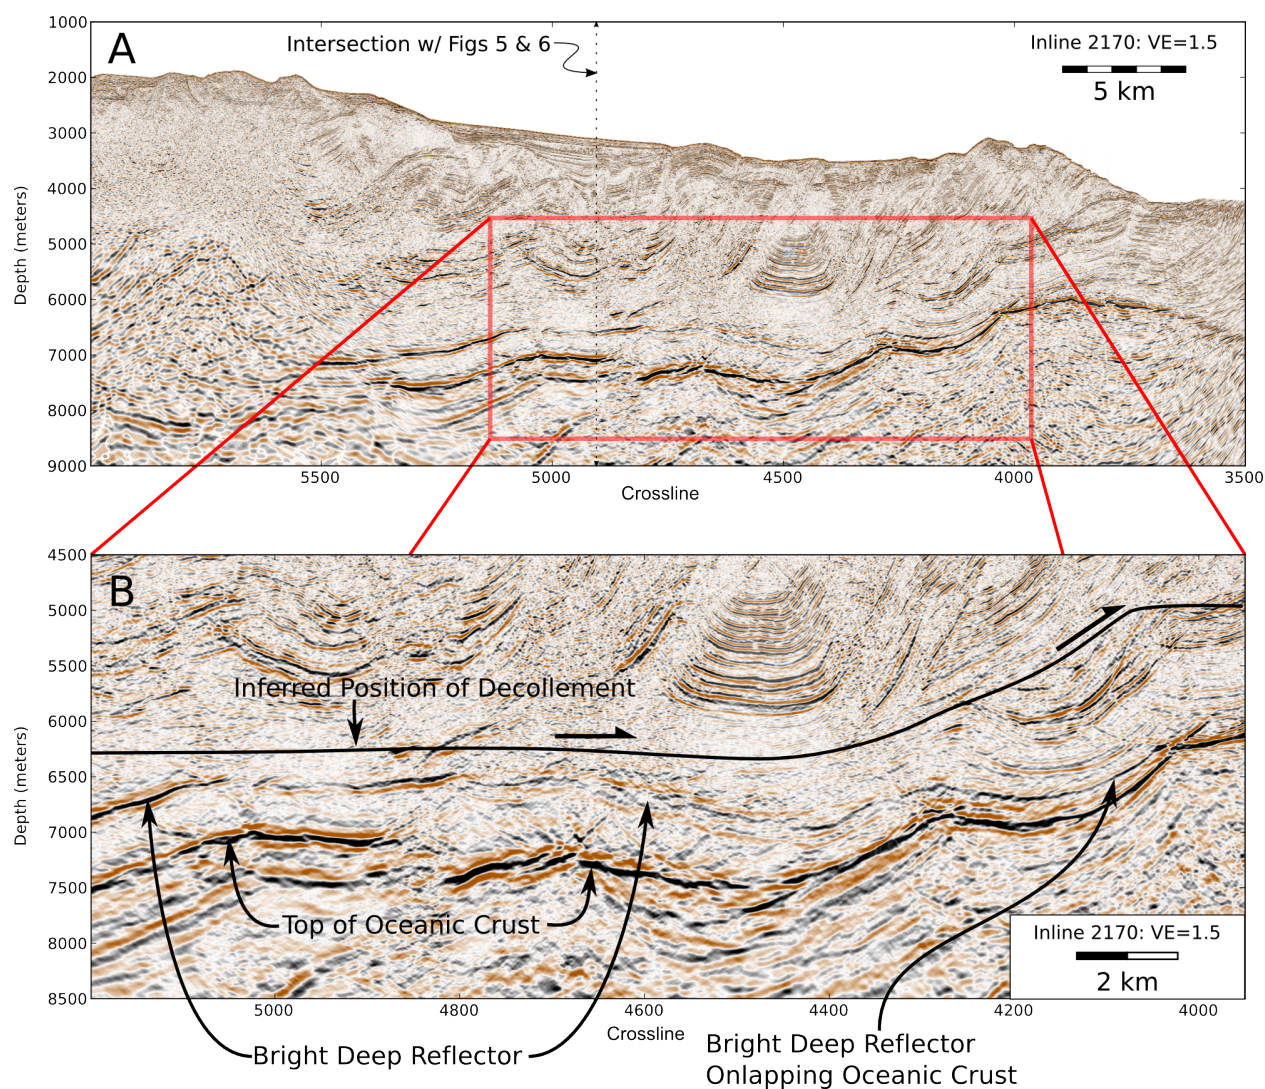 A
Intersection w/ Figs 5 & 6
Inline 2170: VE=1.5
5 km
1000
2000
3000
4000
5000
6000
7000
8000
9000
Depth (meters)
5500
5000
4500
4000
3500
Crossline
B
4500
5000
5500
6000
6500
7000
7500
8000
8500
Depth (meters)
Inferred Position of Decollement
Top of Oceanic Crust
Inline 2170: VE=1.5
2 km
5000
4800
4600
4400
4200
4000
Crossline
Bright Deep Reflector
Bright Deep Reflector
Onlapping Oceanic Crust